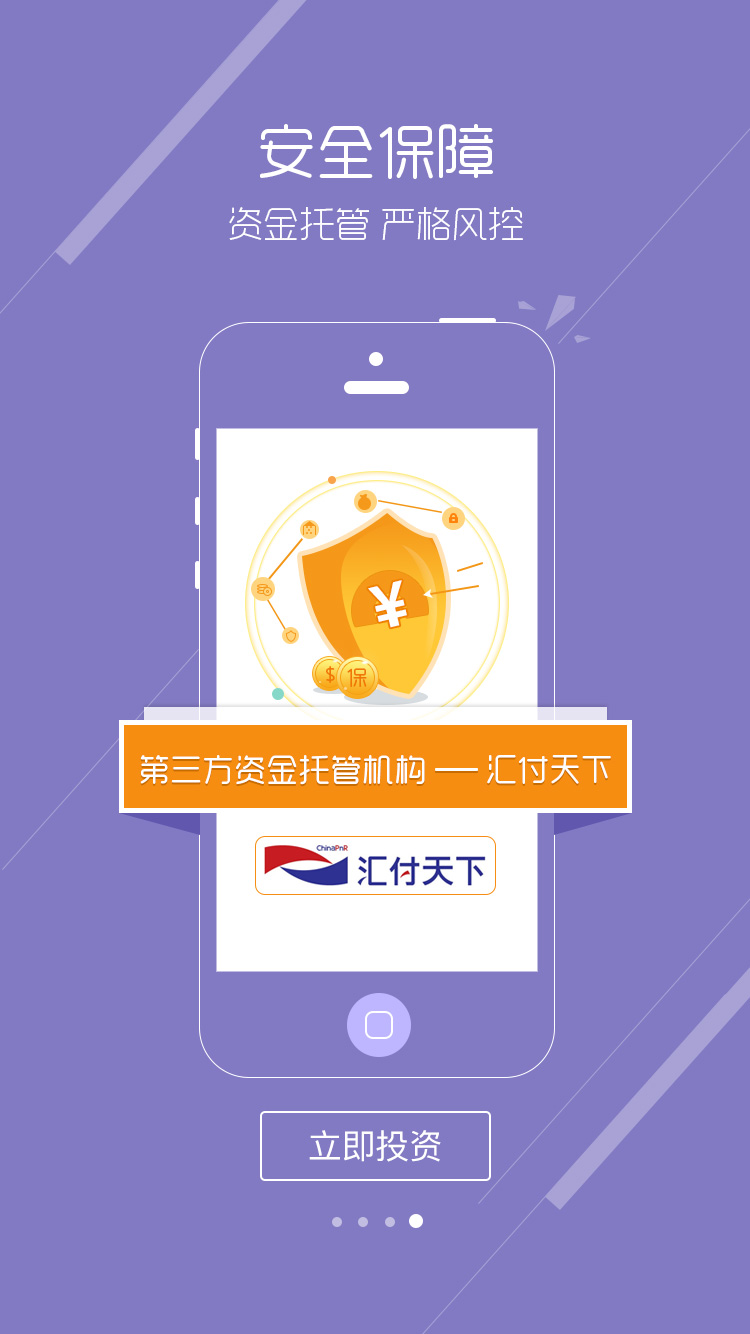 安全保障
资金托管 严格风控
¥
$ 保
第三方资金托管机构 —— 汇付天下
ChinaPnR
汇付天下
立即投资